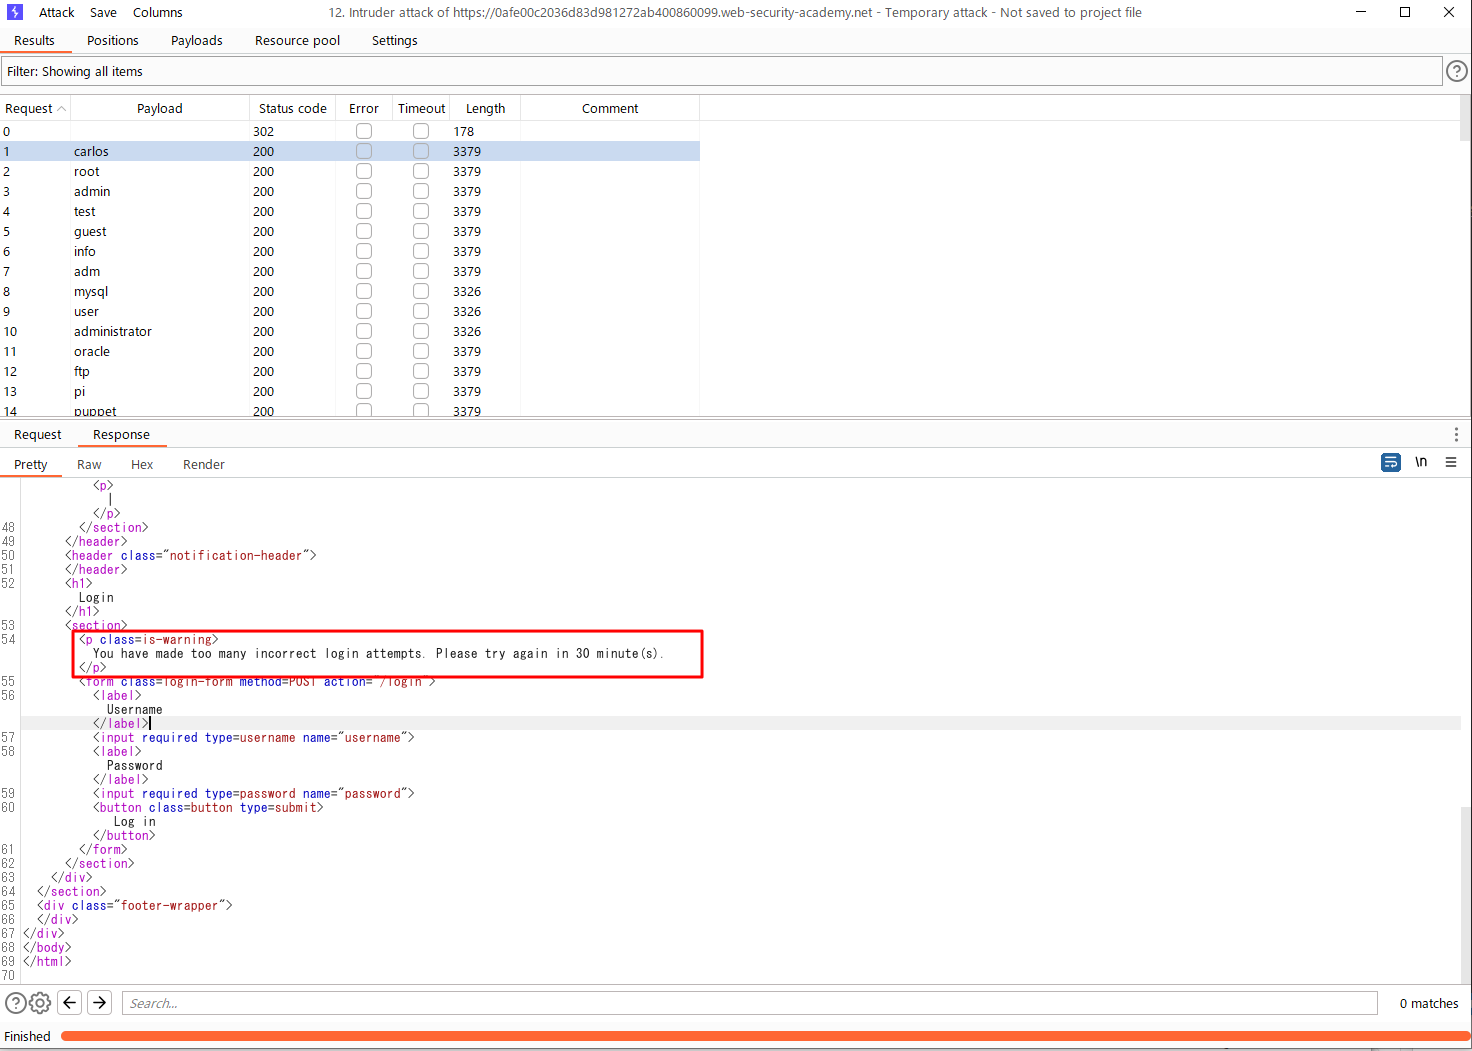 Attack Save Columns 12. Intruder attack of https://0afe00c2036d83d981272ab400860099.web-security-academy.net - Temporary attack - Not saved to project file
Results Positions Payloads Resource pool Settings
Filter: Showing all items
Request Payload Status code Error Timeout Length Comment
0 302 178
1 carlos 200 3379
2 root 200 3379
3 admin 200 3379
4 test 200 3379
5 guest 200 3379
6 info 200 3379
7 adm 200 3379
8 mysql 200 3326
9 user 200 3326
10 administrator 200 3326
11 oracle 200 3379
12 ftp 200 3379
13 pi 200 3379
14 puppet 200 3379
Request Response
Pretty Raw Hex Render \n
<p>
|
</p>
48 </section>
49 </header>
50 <header class="notification-header">
51 </header>
52 <h1>
Login
</h1>
53 <section>
54 <p class=is-warning>
You have made too many incorrect login attempts. Please try again in 30 minute(s).
</p>
55 <form class=login-form method=POST action="/login">
56 <label>
Username
</label>
57 <input required type=username name="username">
58 <label>
Password
</label>
59 <input required type=password name="password">
60 <button class=button type=submit>
Log in
</button>
61 </form>
62 </section>
63 </div>
64 </section>
65 <div class="footer-wrapper">
66 </div>
67 </div>
68 </body>
69 </html>
70
Search... 0 matches
Finished